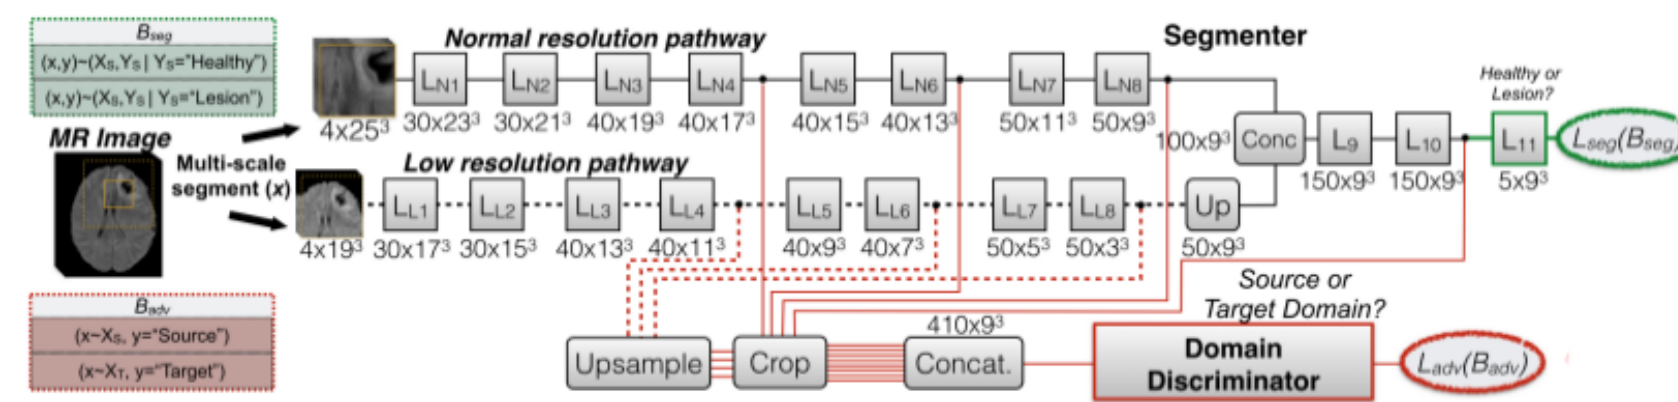 B_seg
(x,y)~(X_S,Y_S | Y_S="Healthy")
(x,y)~(X_S,Y_S | Y_S="Lesion")
MR Image
Multi-scale
segment (x)
Normal resolution pathway
L_N1 L_N2 L_N3 L_N4 L_N5 L_N6 L_N7 L_N8
4x25³ 30x23³ 30x21³ 40x19³ 40x17³ 40x15³ 40x13³ 50x11³ 50x9³
Low resolution pathway
L_L1 L_L2 L_L3 L_L4 L_L5 L_L6 L_L7 L_L8 Up
4x19³ 30x17³ 30x15³ 40x13³ 40x11³ 40x9³ 40x7³ 50x5³ 50x3³ 50x9³
Segmenter
100x9³
Conc L_9 L_10 L_11
150x9³ 150x9³ 5x9³
Healthy or
Lesion?
L_seg(B_seg)
B_adv
(x~X_S, y="Source")
(x~X_T, y="Target")
Upsample Crop Concat.
410x9³
Source or
Target Domain?
Domain
Discriminator
L_adv(B_adv)